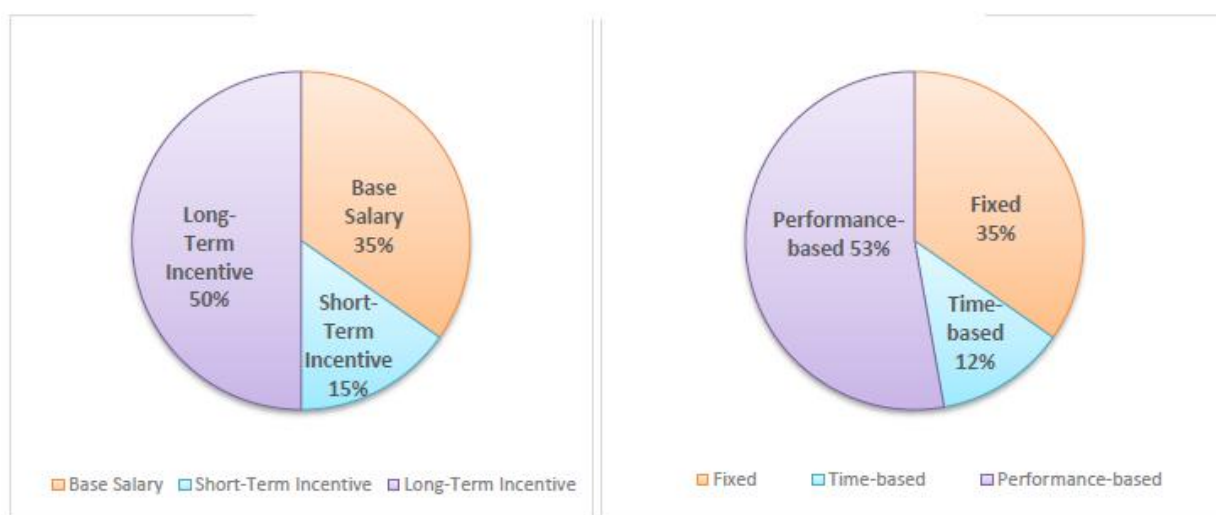 Long-
Term
Incentive
50%
Base
Salary
35%
Short-
Term
Incentive
15%
Base Salary Short-Term Incentive Long-Term Incentive
Performance-
based 53%
Fixed
35%
Time-
based
12%
Fixed Time-based Performance-based